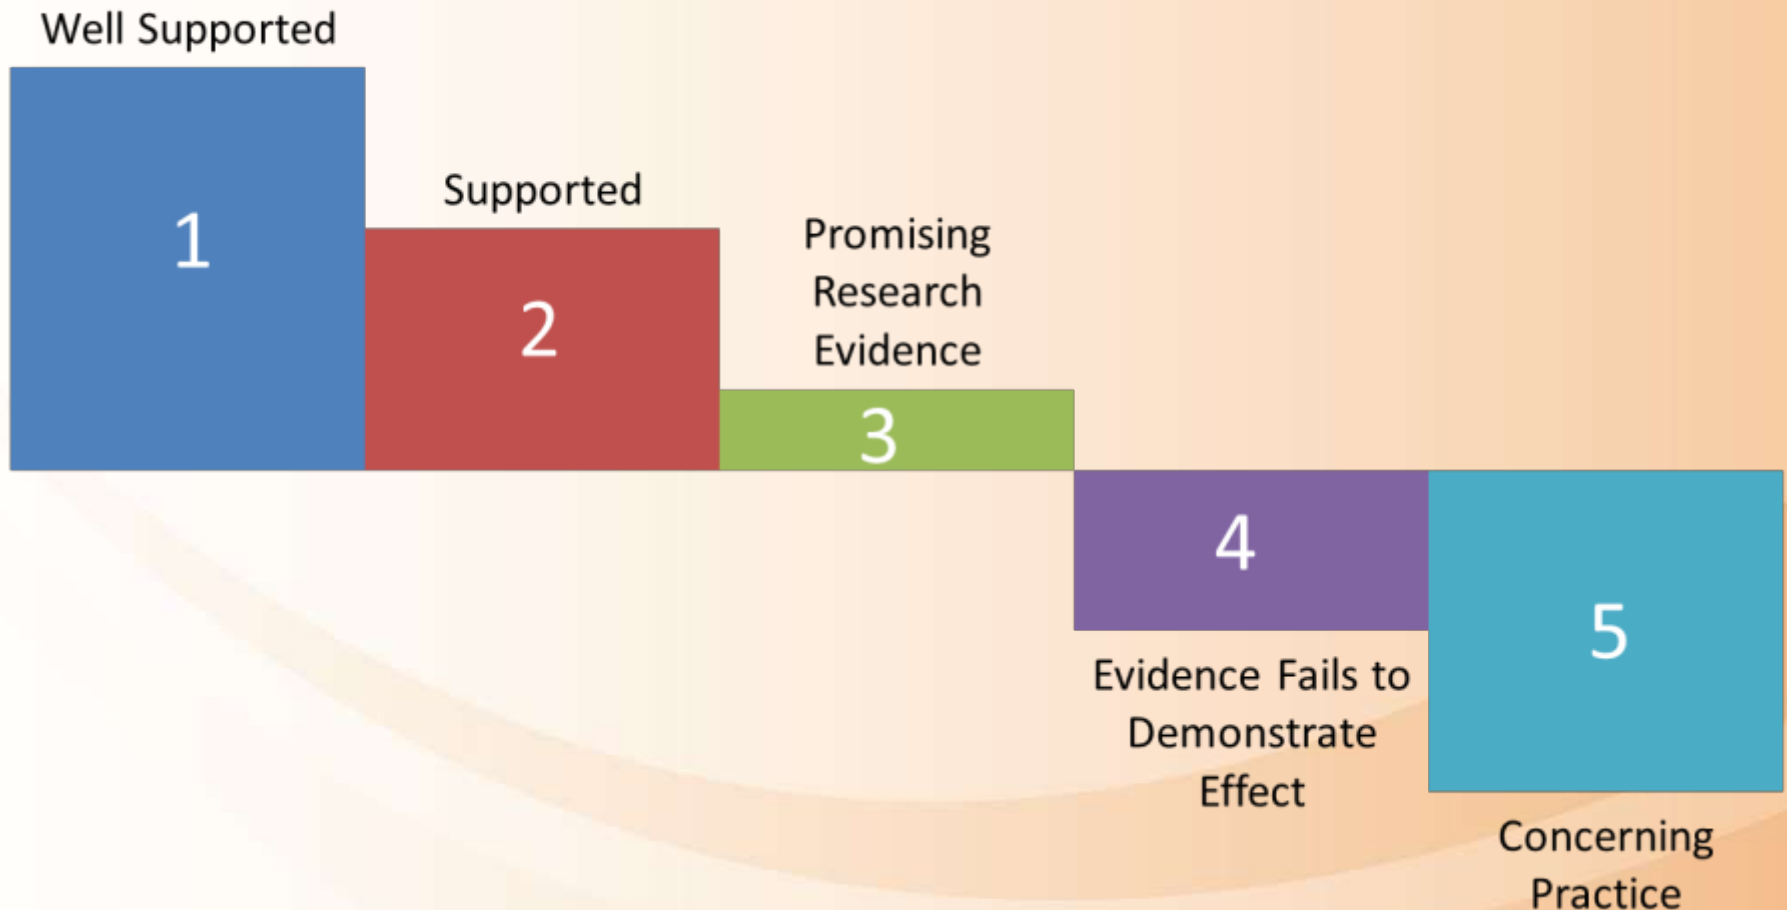 Well Supported
1
Supported
2
Promising
Research
Evidence
3
4
Evidence Fails to
Demonstrate
Effect
5
Concerning
Practice